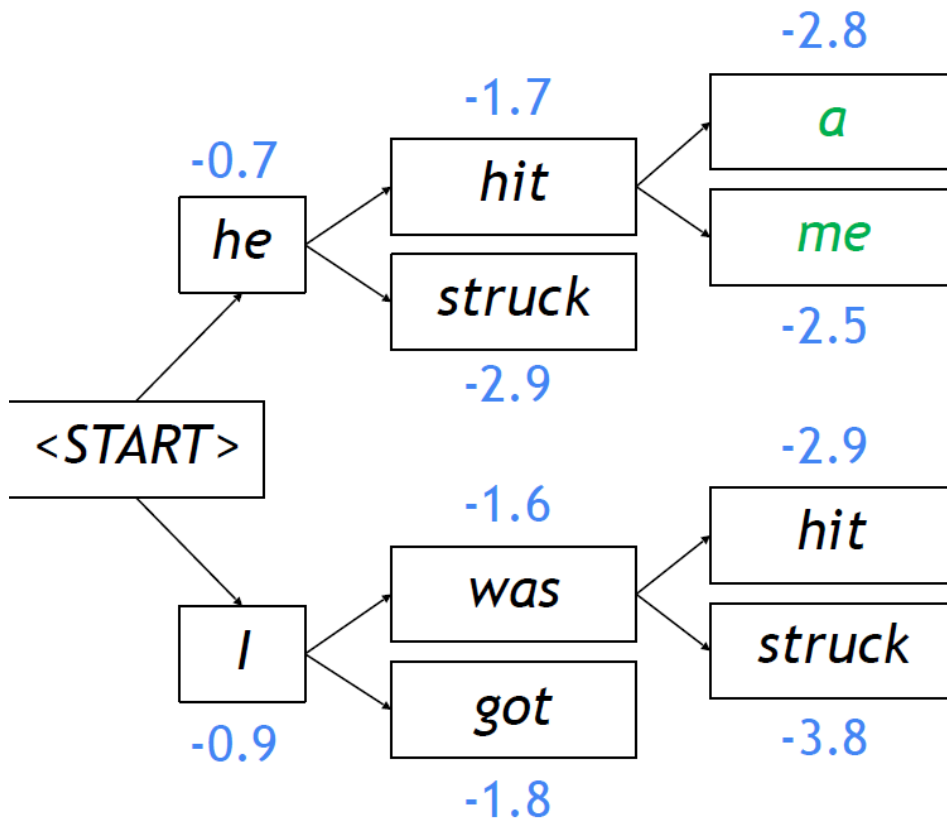 -2.8
-1.7
a
-0.7
hit
he
me
struck
-2.5
-2.9
<START>
-2.9
-1.6
hit
was
I
struck
got
-0.9
-3.8
-1.8